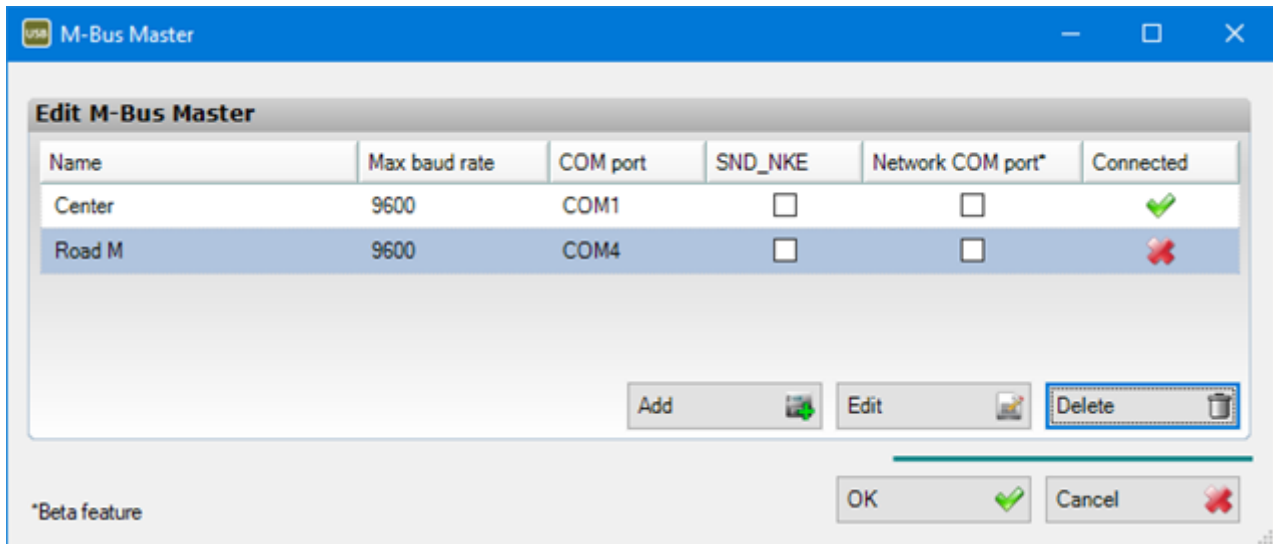 USB M-Bus Master
Edit M-Bus Master
Name Max baud rate COM port SND_NKE Network COM port* Connected
Center 9600 COM1
Road M 9600 COM4
Add Edit Delete
OK Cancel
*Beta feature